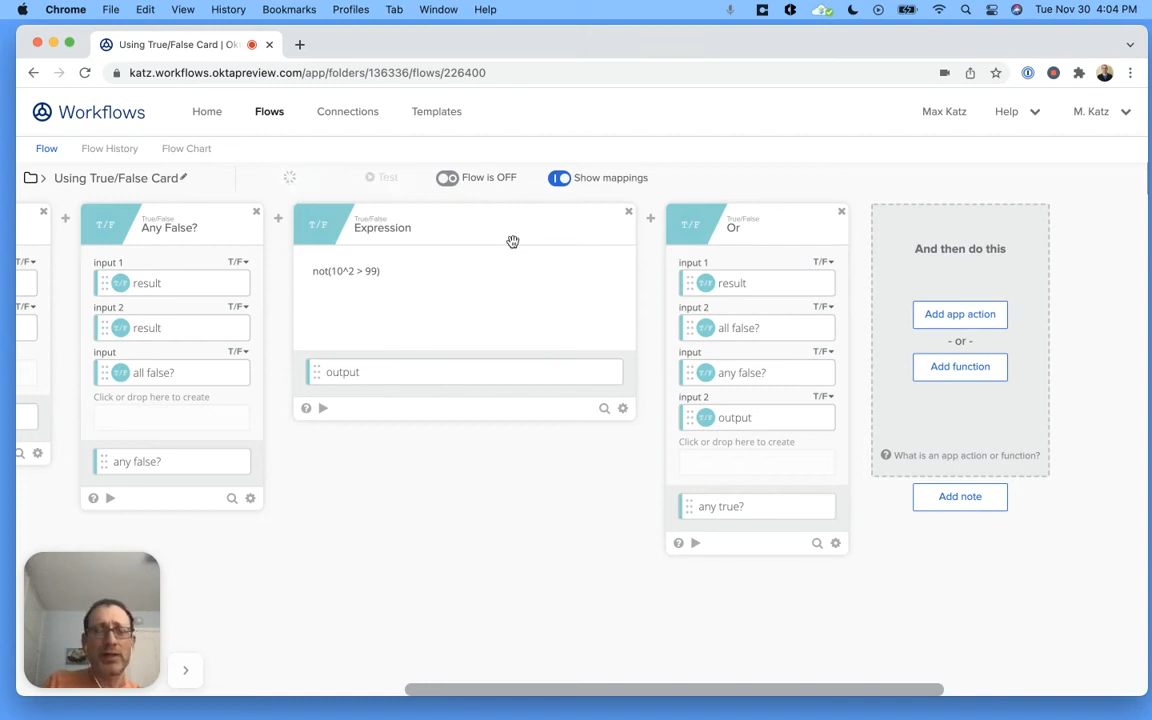 Chrome File Edit View History Bookmarks Profiles Tab Window Help Tue Nov 30 4:04 PM
Using True/False Card | Ok
katz.workflows.oktapreview.com/app/folders/136336/flows/226400
Workflows Home Flows Connections Templates Max Katz Help M. Katz
Flow Flow History Flow Chart
Using True/False Card Test Flow is OFF Show mappings
T/F
T/F
T/F True/False
Any False?
input 1 T/F
T/F result
input 2 T/F
T/F result
input T/F
T/F all false?
Click or drop here to create
any false?
T/F True/False
Expression
not(10^2 > 99)
output
T/F True/False
Or
input 1 T/F
T/F result
input 2 T/F
T/F all false?
input T/F
T/F any false?
input 2 T/F
T/F output
Click or drop here to create
any true?
And then do this
Add app action
- or -
Add function
What is an app action or function?
Add note